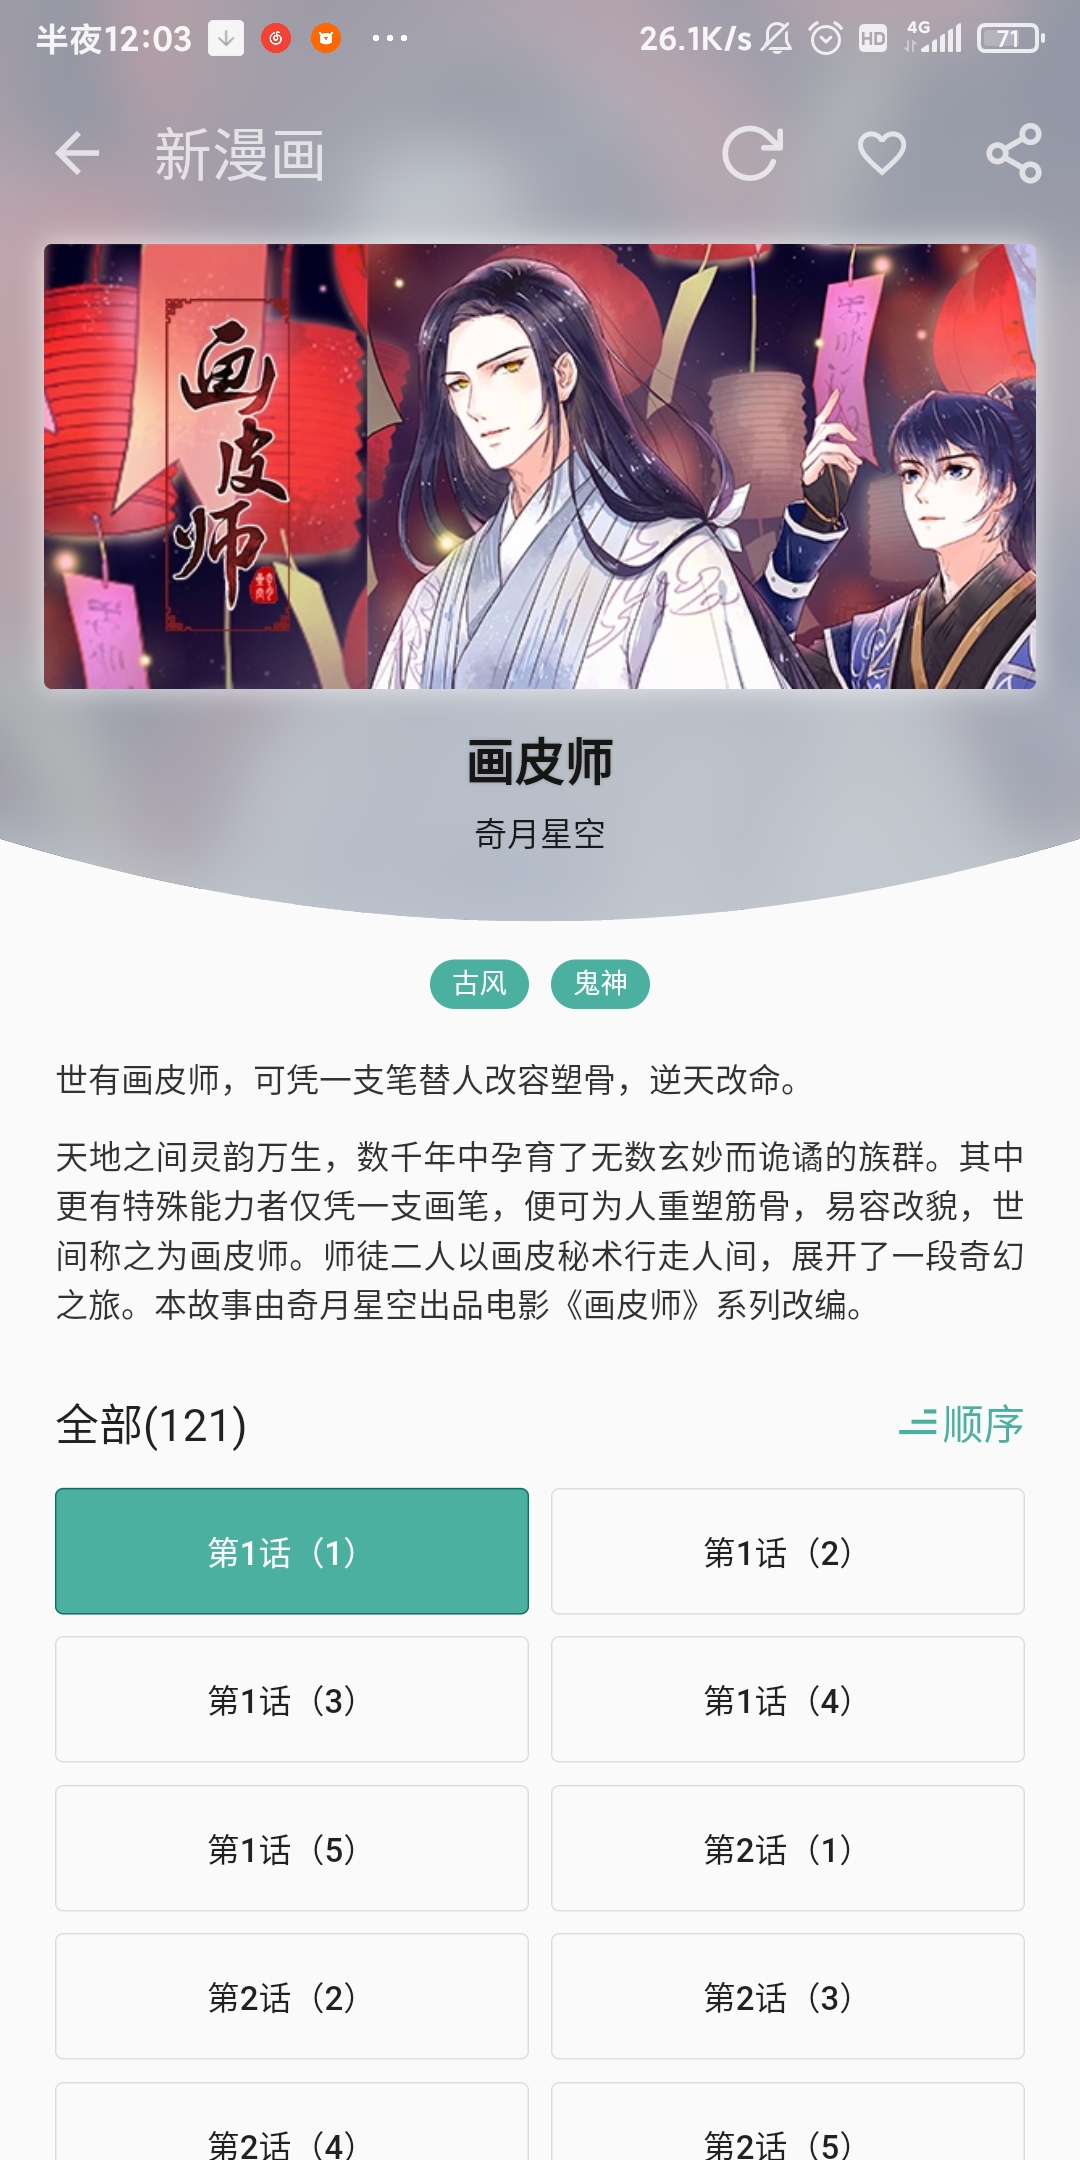 半夜12:03
26.1K/s
HD
4G
71
新漫画
画皮师
画皮师
奇月星空
古风
鬼神
世有画皮师，可凭一支笔替人改容塑骨，逆天改命。
天地之间灵韵万生，数千年中孕育了无数玄妙而诡谲的族群。其中
更有特殊能力者仅凭一支画笔，便可为人重塑筋骨，易容改貌，世
间称之为画皮师。师徒二人以画皮秘术行走人间，展开了一段奇幻
之旅。本故事由奇月星空出品电影《画皮师》系列改编。
全部(121)
顺序
第1话（1）
第1话（2）
第1话（3）
第1话（4）
第1话（5）
第2话（1）
第2话（2）
第2话（3）
第2话（4）
第2话（5）